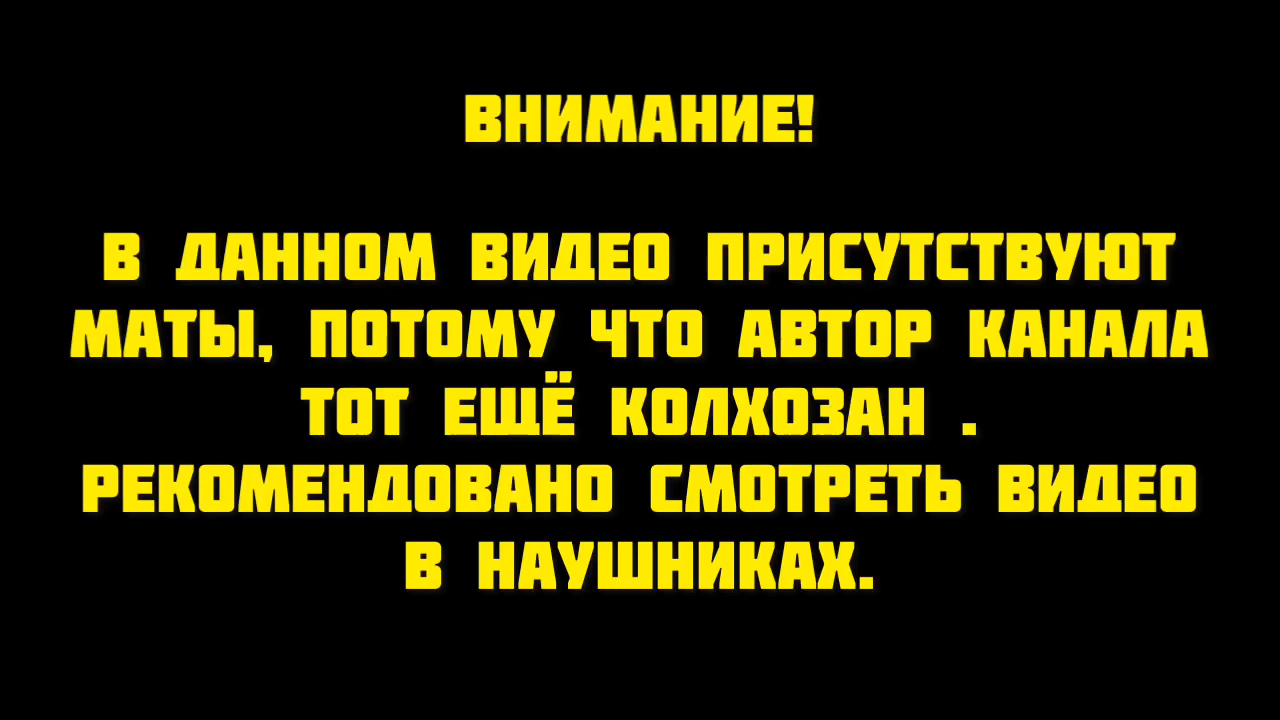 ВНИМАНИЕ!
В ДАННОМ ВИДЕО ПРИСУТСТВУЮТ
МАТЫ, ПОТОМУ ЧТО АВТОР КАНАЛА
ТОТ ЕЩЁ КОЛХОЗАН .
РЕКОМЕНДОВАНО СМОТРЕТЬ ВИДЕО
В НАУШНИКАХ.